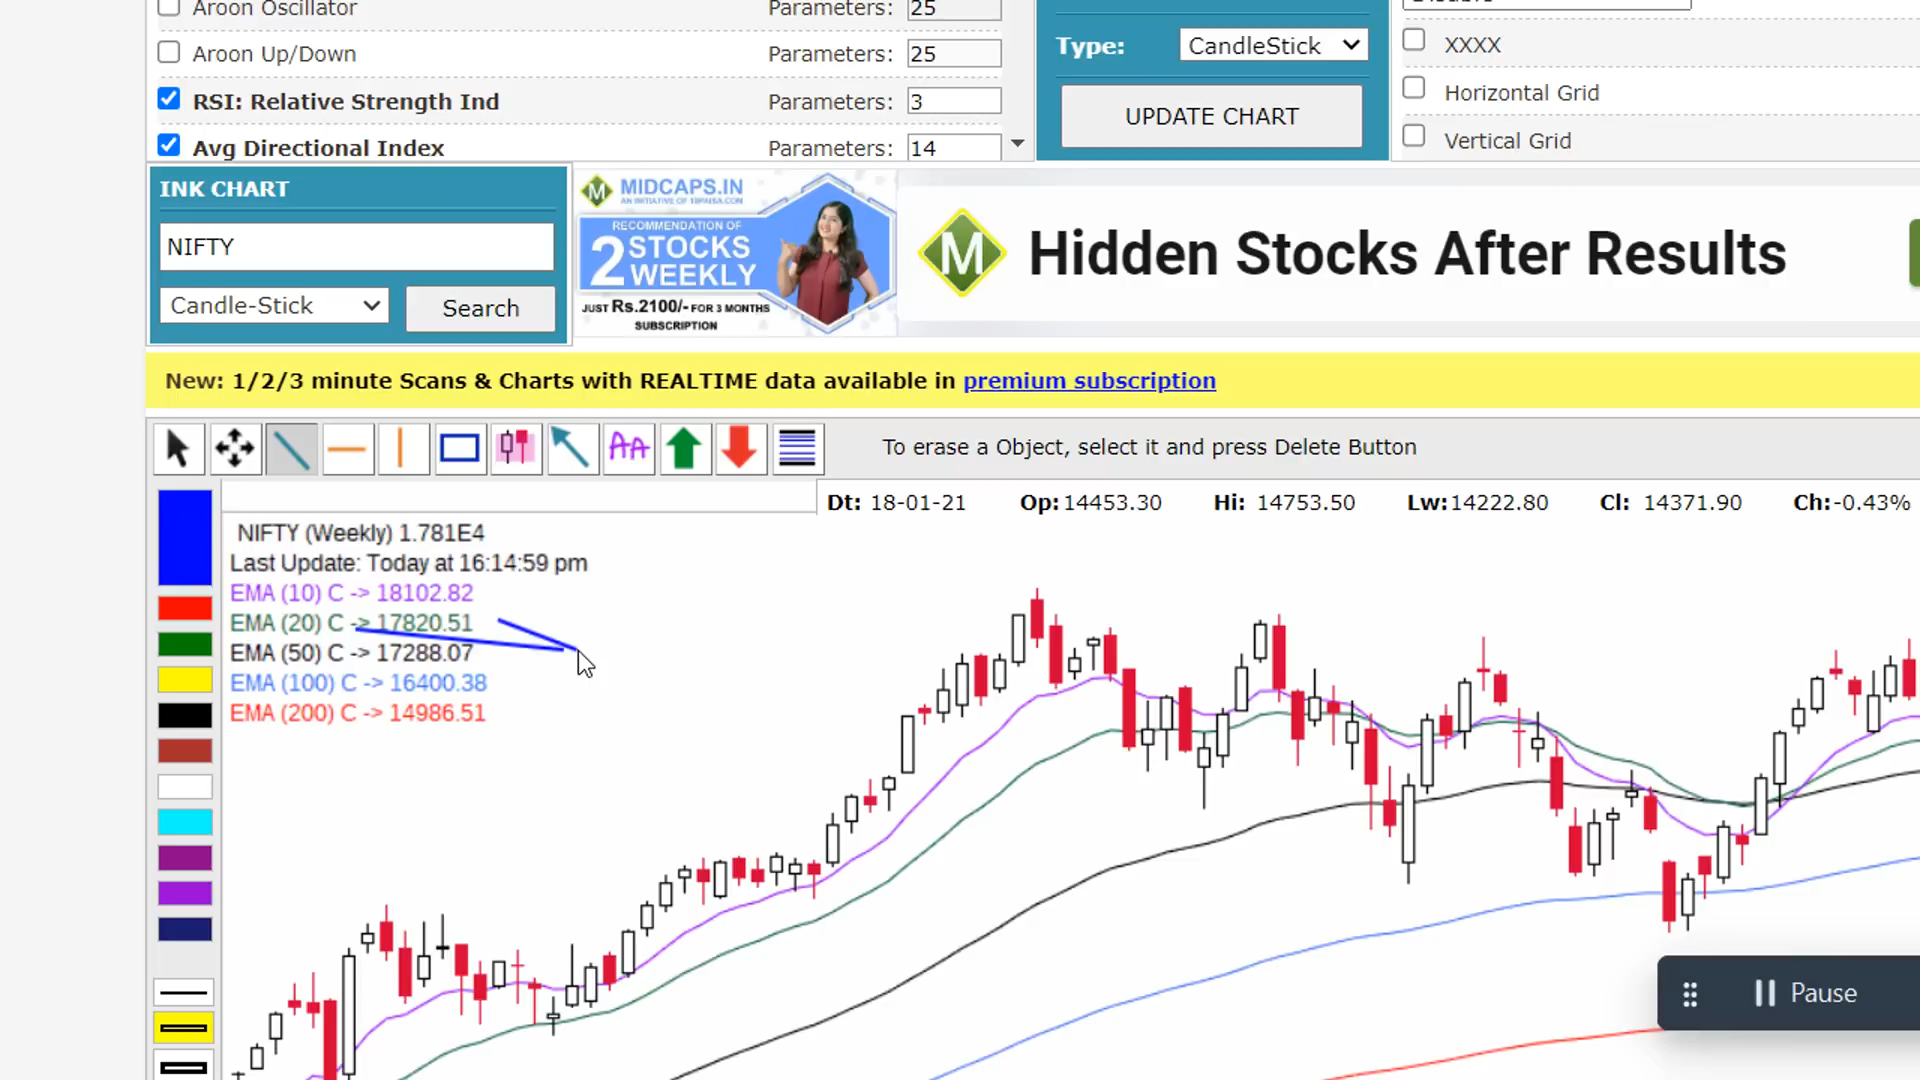 Aroon Oscillator Parameters: 25
Aroon Up/Down Parameters: 25
RSI: Relative Strength Ind Parameters: 3
Avg Directional Index Parameters: 14
Type: CandleStick
UPDATE CHART
XXXX
Horizontal Grid
Vertical Grid
INK CHART
NIFTY
Candle-Stick Search
M MIDCAPS.IN
AN INITIATIVE OF 18PAISA.COM
RECOMMENDATION OF
2 STOCKS
WEEKLY
JUST Rs.2100/- FOR 3 MONTHS
SUBSCRIPTION
M Hidden Stocks After Results
New: 1/2/3 minute Scans & Charts with REALTIME data available in premium subscription
AA To erase a Object, select it and press Delete Button
Dt: 18-01-21 Op:14453.30 Hi: 14753.50 Lw:14222.80 Cl: 14371.90 Ch:-0.43%
NIFTY (Weekly) 1.781E4
Last Update: Today at 16:14:59 pm
EMA (10) C -> 18102.82
EMA (20) C -> 17820.51
EMA (50) C -> 17288.07
EMA (100) C -> 16400.38
EMA (200) C -> 14986.51
Pause